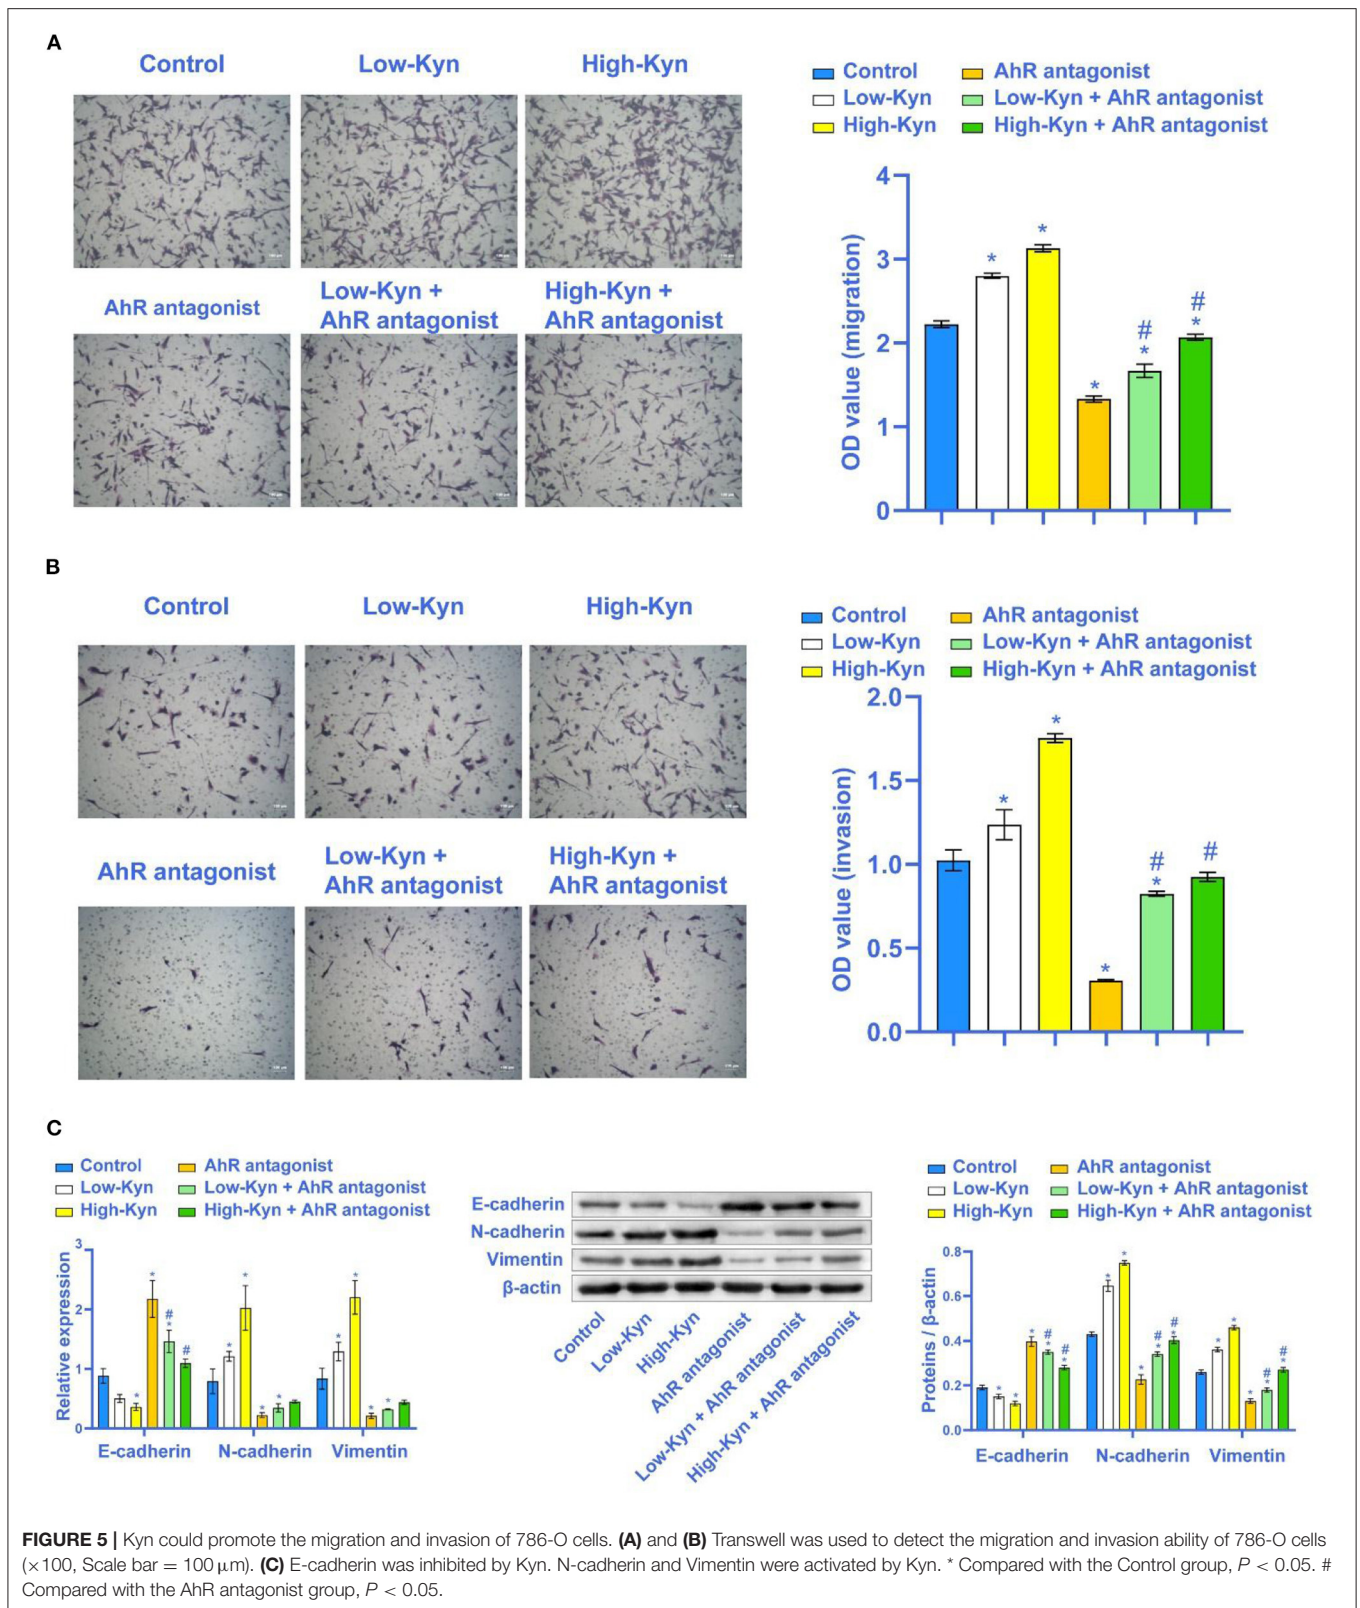 A
Control
Low-Kyn
High-Kyn
AhR antagonist
Low-Kyn +
AhR antagonist
High-Kyn +
AhR antagonist
Control
AhR antagonist
Low-Kyn
Low-Kyn + AhR antagonist
High-Kyn
High-Kyn + AhR antagonist
OD value (migration)
4
3
2
1
0
*
*
*
#
*
#
*
B
Control
Low-Kyn
High-Kyn
AhR antagonist
Low-Kyn +
AhR antagonist
High-Kyn +
AhR antagonist
Control
AhR antagonist
Low-Kyn
Low-Kyn + AhR antagonist
High-Kyn
High-Kyn + AhR antagonist
OD value (invasion)
2.0
1.5
1.0
0.5
0.0
*
*
*
#
*
#
C
Control
AhR antagonist
Low-Kyn
Low-Kyn + AhR antagonist
High-Kyn
High-Kyn + AhR antagonist
Relative expression
3
2
1
0
*
*
#
*
#
*
*
*
*
*
*
*
*
E-cadherin
N-cadherin
Vimentin
E-cadherin
N-cadherin
Vimentin
β-actin
Control
Low-Kyn
High-Kyn
AhR antagonist
Low-Kyn + AhR antagonist
High-Kyn + AhR antagonist
Control
AhR antagonist
Low-Kyn
Low-Kyn + AhR antagonist
High-Kyn
High-Kyn + AhR antagonist
Proteins / β-actin
0.8
0.6
0.4
0.2
0.0
*
*
*
#
*
#
*
*
*
*
#
*
#
*
*
*
*
#
*
#
*
E-cadherin
N-cadherin
Vimentin
FIGURE 5 | Kyn could promote the migration and invasion of 786-O cells. (A) and (B) Transwell was used to detect the migration and invasion ability of 786-O cells
(×100, Scale bar = 100 μm). (C) E-cadherin was inhibited by Kyn. N-cadherin and Vimentin were activated by Kyn. * Compared with the Control group, P < 0.05. #
Compared with the AhR antagonist group, P < 0.05.